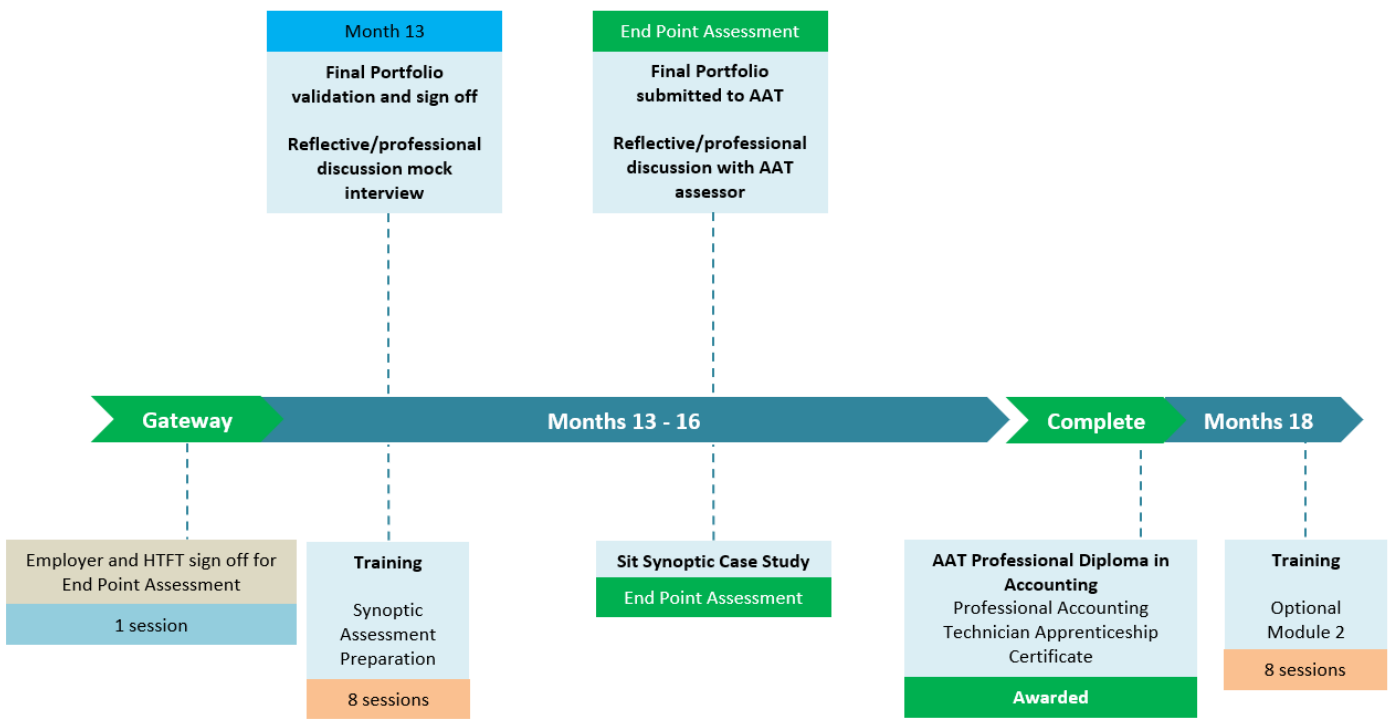 Month 13
Final Portfolio
validation and sign off
Reflective/professional
discussion mock
interview
End Point Assessment
Final Portfolio
submitted to AAT
Reflective/professional
discussion with AAT
assessor
Gateway
Months 13 - 16
Complete
Months 18
Employer and HTFT sign off for
End Point Assessment
1 session
Training
Synoptic
Assessment
Preparation
8 sessions
Sit Synoptic Case Study
End Point Assessment
AAT Professional Diploma in
Accounting
Professional Accounting
Technician Apprenticeship
Certificate
Awarded
Training
Optional
Module 2
8 sessions